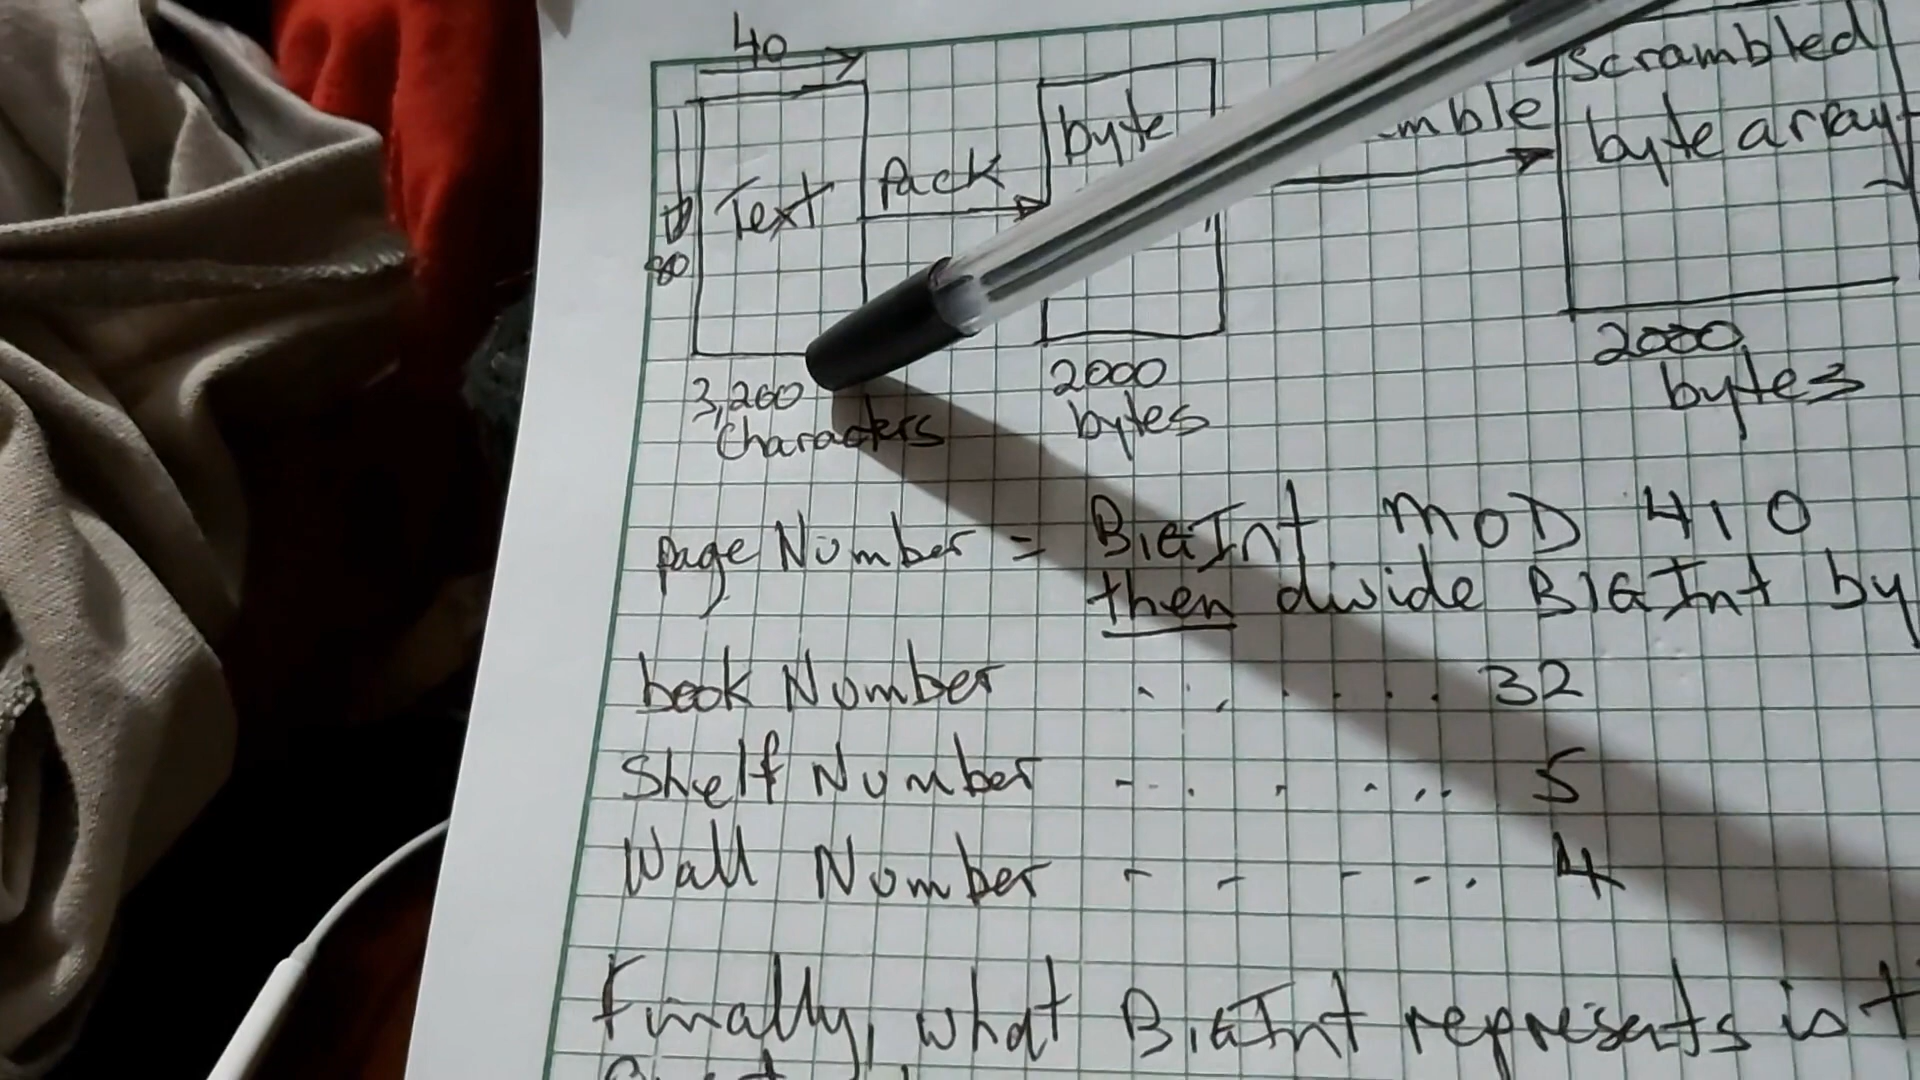 40
80
Text
Pack
byte
mble
Scrambled
byte array
3,200
Characters
2000
bytes
2000
bytes
page Number = BIGInt MOD 410
then divide BIGInt by
book Number . . . . . . 32
Shelf Number - . . . . . . 5
Wall Number - - - - . . 4
Finally, what BIGInt represents is